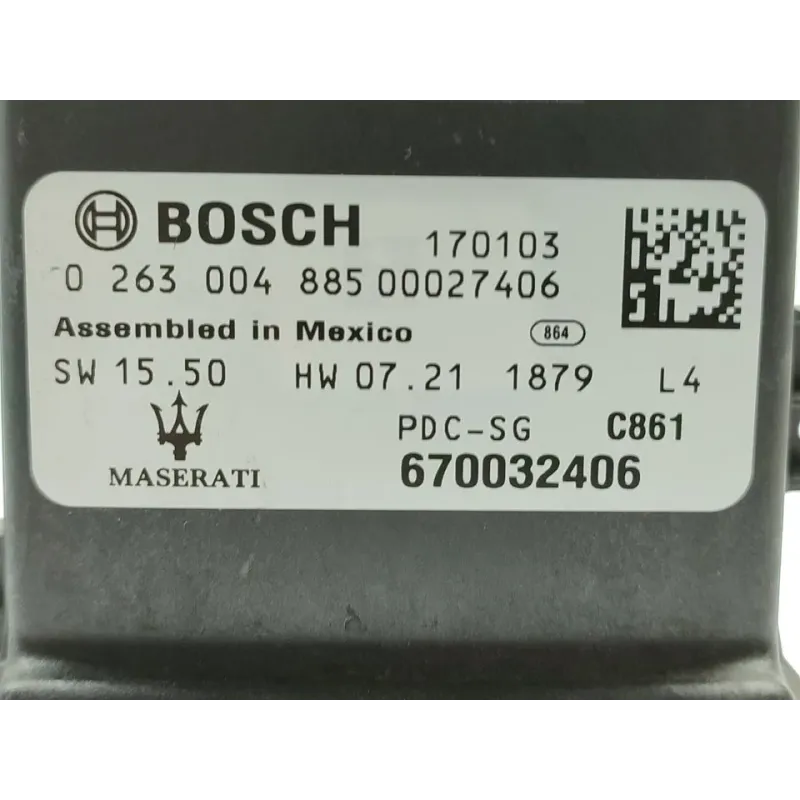 BOSCH 170103
0 263 004 885 00027406
Assembled in Mexico 864
SW 15.50 HW 07.21 1879 L4
PDC-SG C861
MASERATI 670032406